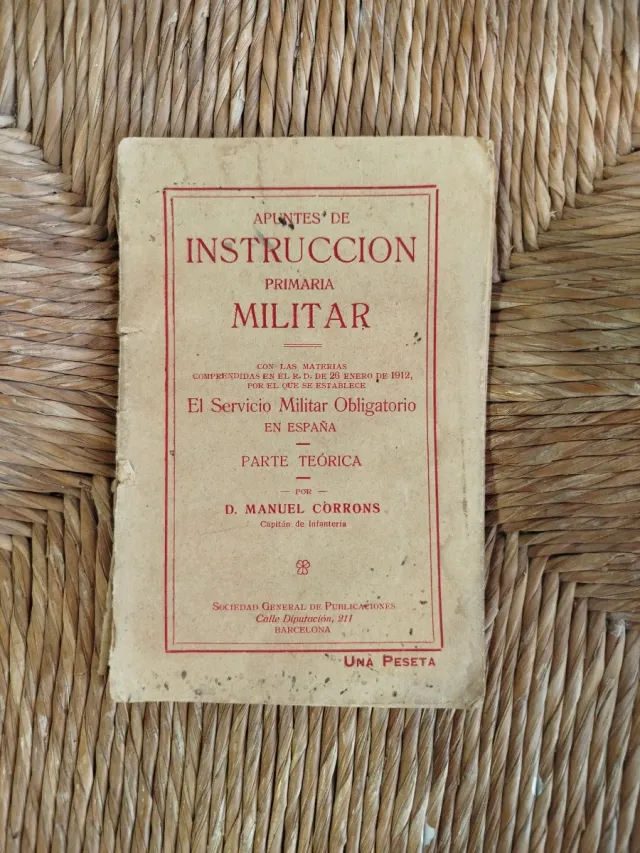 APUNTES DE
INSTRUCCION
PRIMARIA
MILITAR
CON LAS MATERIAS
COMPRENDIDAS EN EL R. D. DE 26 ENERO DE 1912,
POR EL QUE SE ESTABLECE
El Servicio Militar Obligatorio
EN ESPAÑA
PARTE TEÓRICA
— POR —
D. MANUEL CORRONS
Capitán de Infantería
SOCIEDAD GENERAL DE PUBLICACIONES
Calle Diputación, 211
BARCELONA
UNA PESETA